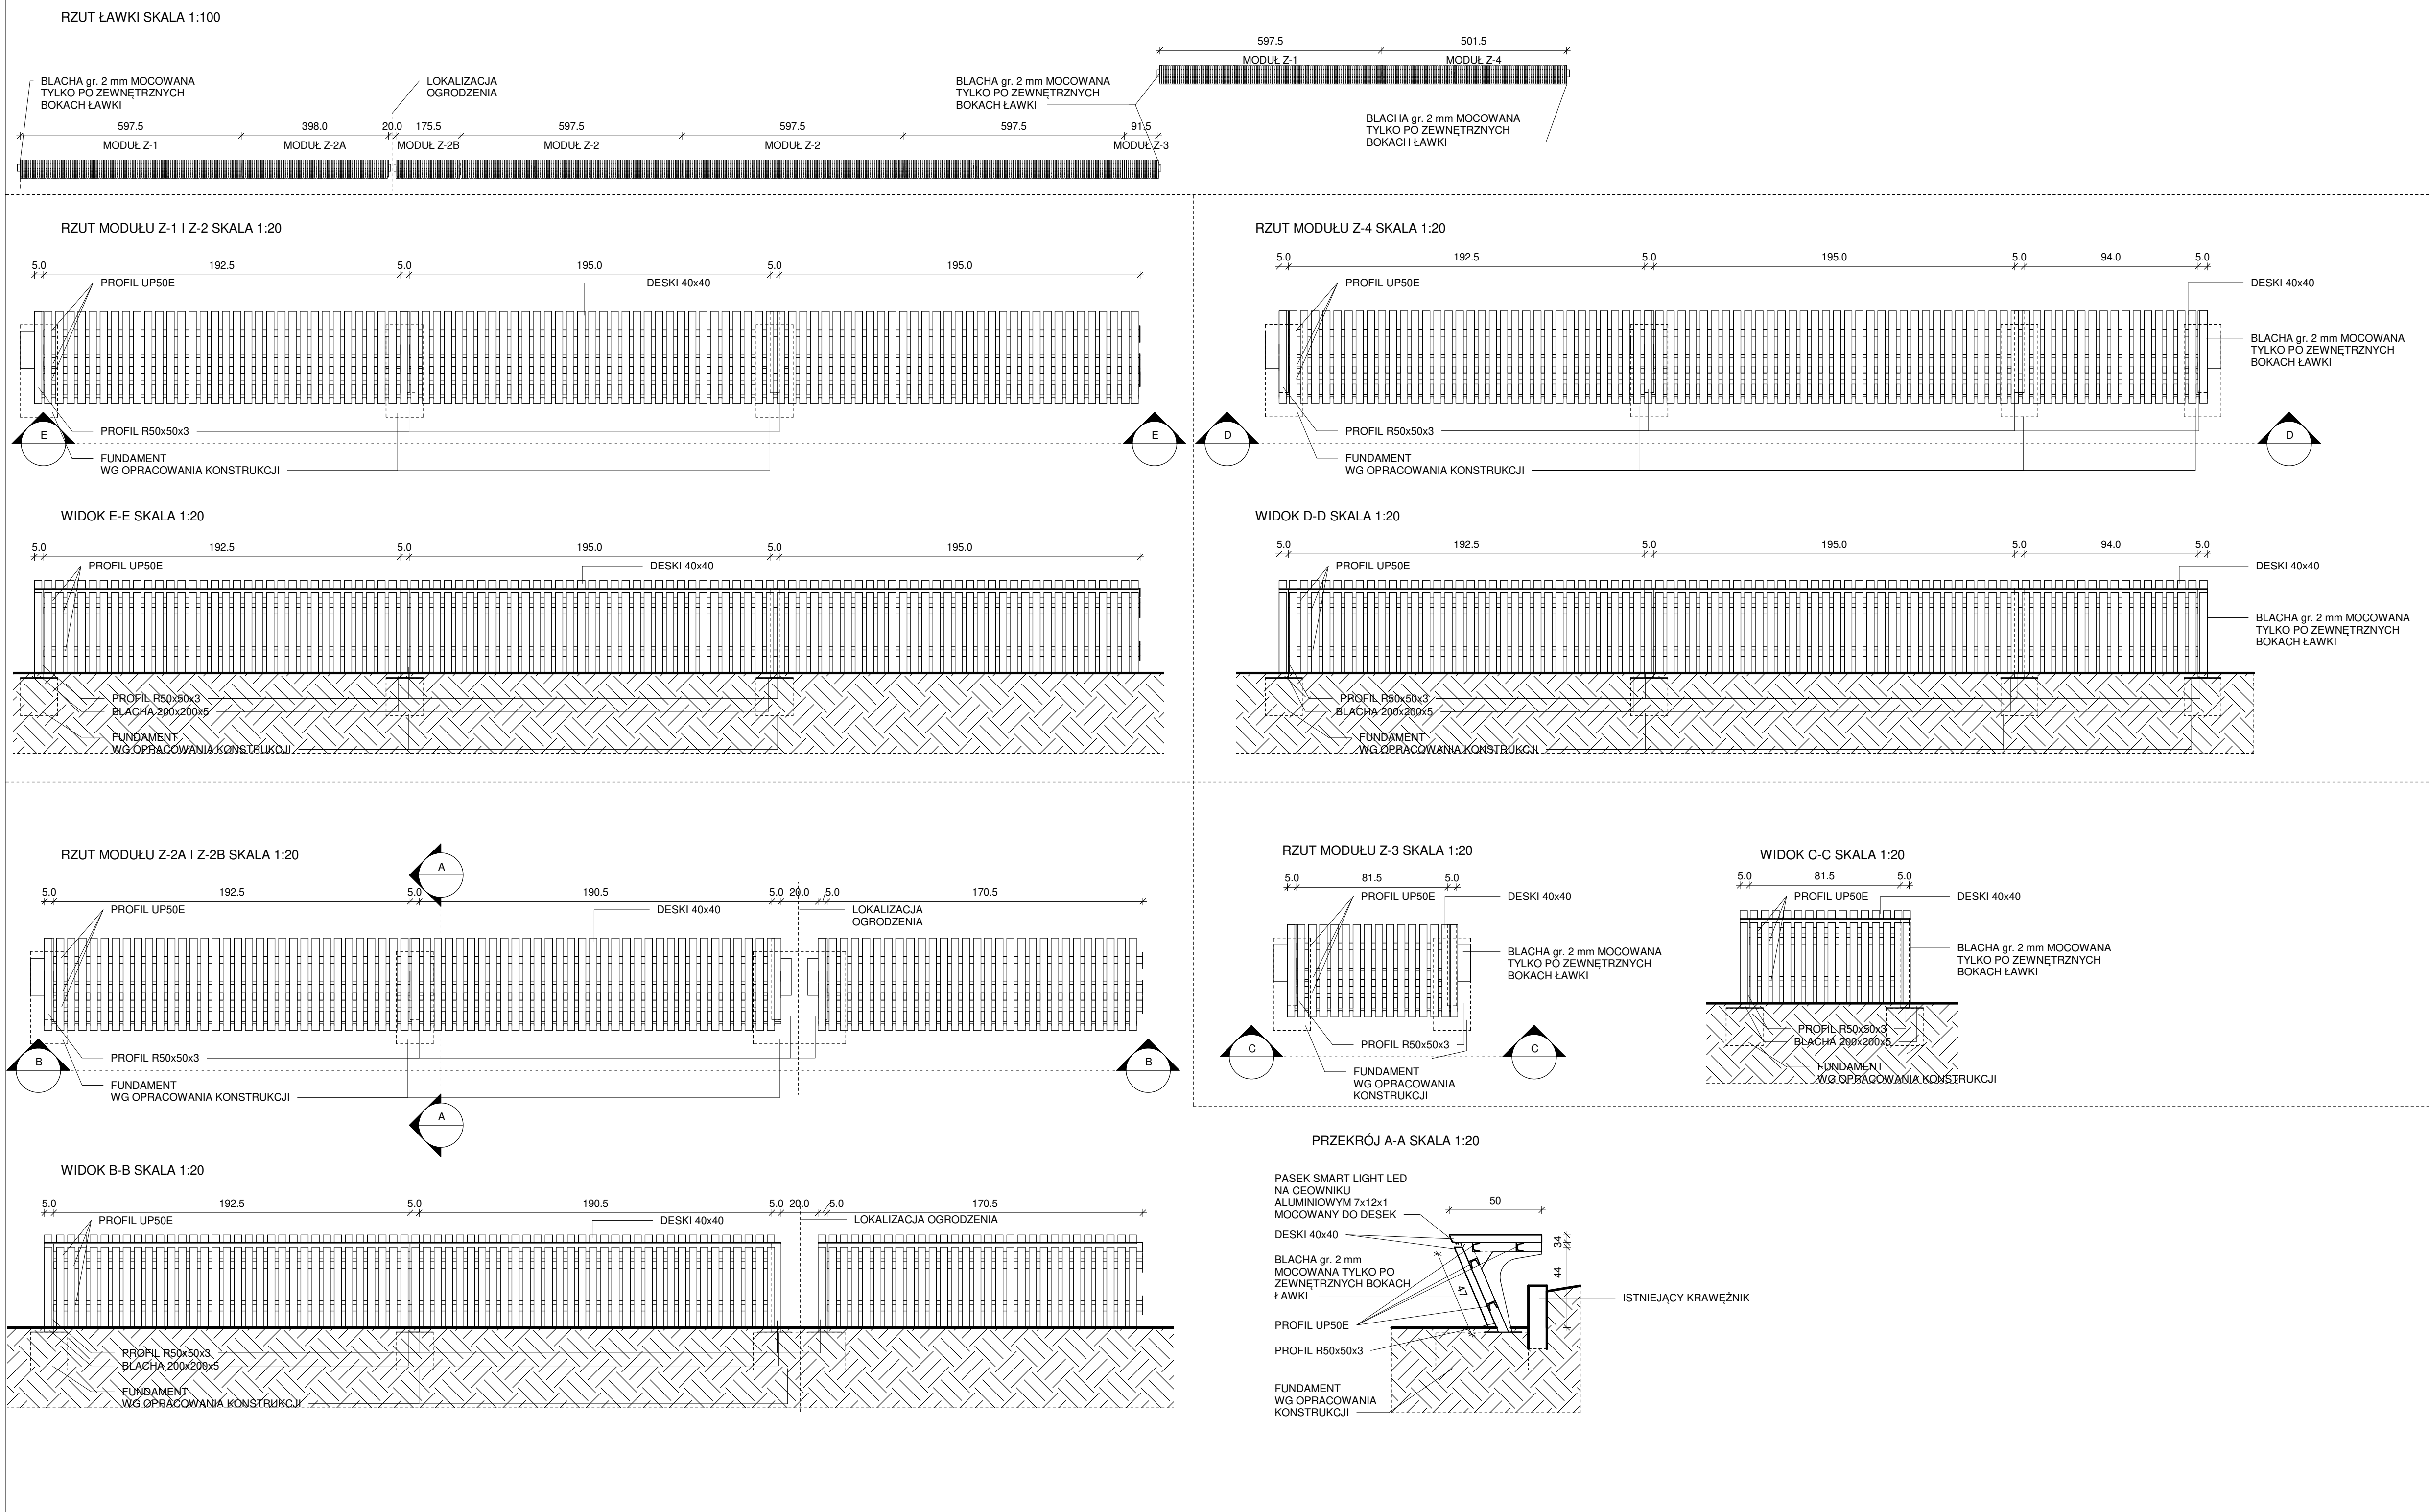 RZUT ŁAWKI SKALA 1:100
597.5 501.5
MODUŁ Z-1 MODUŁ Z-4
BLACHA gr. 2 mm MOCOWANA
TYLKO PO ZEWNĘTRZNYCH
BOKACH ŁAWKI
LOKALIZACJA
OGRODZENIA
BLACHA gr. 2 mm MOCOWANA
TYLKO PO ZEWNĘTRZNYCH
BOKACH ŁAWKI
BLACHA gr. 2 mm MOCOWANA
TYLKO PO ZEWNĘTRZNYCH
BOKACH ŁAWKI
597.5 398.0 20.0 175.5 597.5 597.5 597.5 91.5
MODUŁ Z-1 MODUŁ Z-2A MODUŁ Z-2B MODUŁ Z-2 MODUŁ Z-2 MODUŁ Z-3
RZUT MODUŁU Z-1 I Z-2 SKALA 1:20
5.0 192.5 5.0 195.0 5.0 195.0
PROFIL UP50E
DESKI 40x40
PROFIL R50x50x3
E E
FUNDAMENT
WG OPRACOWANIA KONSTRUKCJI
WIDOK E-E SKALA 1:20
5.0 192.5 5.0 195.0 5.0 195.0
PROFIL UP50E
DESKI 40x40
PROFIL R50x50x3
BLACHA 200x200x5
FUNDAMENT
WG OPRACOWANIA KONSTRUKCJI
RZUT MODUŁU Z-4 SKALA 1:20
5.0 192.5 5.0 195.0 5.0 94.0 5.0
PROFIL UP50E
DESKI 40x40
BLACHA gr. 2 mm MOCOWANA
TYLKO PO ZEWNĘTRZNYCH
BOKACH ŁAWKI
PROFIL R50x50x3
D D
FUNDAMENT
WG OPRACOWANIA KONSTRUKCJI
WIDOK D-D SKALA 1:20
5.0 192.5 5.0 195.0 5.0 94.0 5.0
PROFIL UP50E
DESKI 40x40
BLACHA gr. 2 mm MOCOWANA
TYLKO PO ZEWNĘTRZNYCH
BOKACH ŁAWKI
PROFIL R50x50x3
BLACHA 200x200x5
FUNDAMENT
WG OPRACOWANIA KONSTRUKCJI
RZUT MODUŁU Z-2A I Z-2B SKALA 1:20
A
5.0 192.5 5.0 190.5 5.0 20.0 5.0 170.5
PROFIL UP50E
DESKI 40x40
LOKALIZACJA
OGRODZENIA
PROFIL R50x50x3
B B
FUNDAMENT
WG OPRACOWANIA KONSTRUKCJI
A
WIDOK B-B SKALA 1:20
5.0 192.5 5.0 190.5 5.0 20.0 5.0 170.5
PROFIL UP50E
DESKI 40x40
LOKALIZACJA OGRODZENIA
PROFIL R50x50x3
BLACHA 200x200x5
FUNDAMENT
WG OPRACOWANIA KONSTRUKCJI
RZUT MODUŁU Z-3 SKALA 1:20
5.0 81.5 5.0
PROFIL UP50E
DESKI 40x40
BLACHA gr. 2 mm MOCOWANA
TYLKO PO ZEWNĘTRZNYCH
BOKACH ŁAWKI
PROFIL R50x50x3
C C
FUNDAMENT
WG OPRACOWANIA
KONSTRUKCJI
WIDOK C-C SKALA 1:20
5.0 81.5 5.0
PROFIL UP50E
DESKI 40x40
BLACHA gr. 2 mm MOCOWANA
TYLKO PO ZEWNĘTRZNYCH
BOKACH ŁAWKI
PROFIL R50x50x3
BLACHA 200x200x5
FUNDAMENT
WG OPRACOWANIA KONSTRUKCJI
PRZEKRÓJ A-A SKALA 1:20
PASEK SMART LIGHT LED
NA CEOWNIKU
ALUMINIOWYM 7x12x1
MOCOWANY DO DESEK
50
DESKI 40x40
34
BLACHA gr. 2 mm
MOCOWANA TYLKO PO
ZEWNĘTRZNYCH BOKACH
ŁAWKI
44
47
ISTNIEJĄCY KRAWĘŻNIK
PROFIL UP50E
PROFIL R50x50x3
FUNDAMENT
WG OPRACOWANIA
KONSTRUKCJI